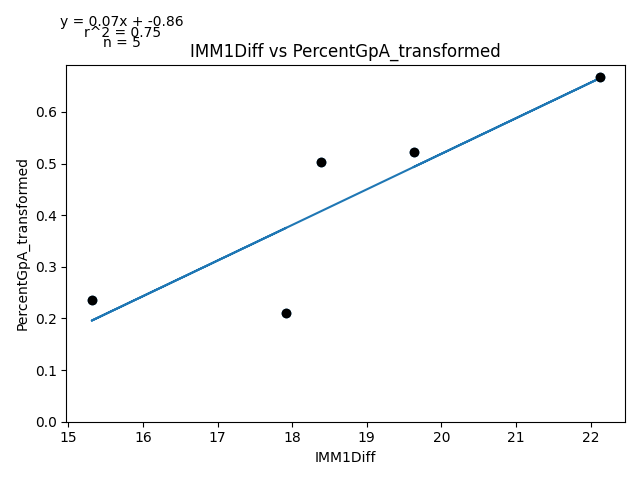 y = 0.07x + -0.86
r^2 = 0.75
n = 5
IMM1Diff vs PercentGpA_transformed
PercentGpA_transformed
0.6
0.5
0.4
0.3
0.2
0.1
0.0
15 16 17 18 19 20 21 22
IMM1Diff